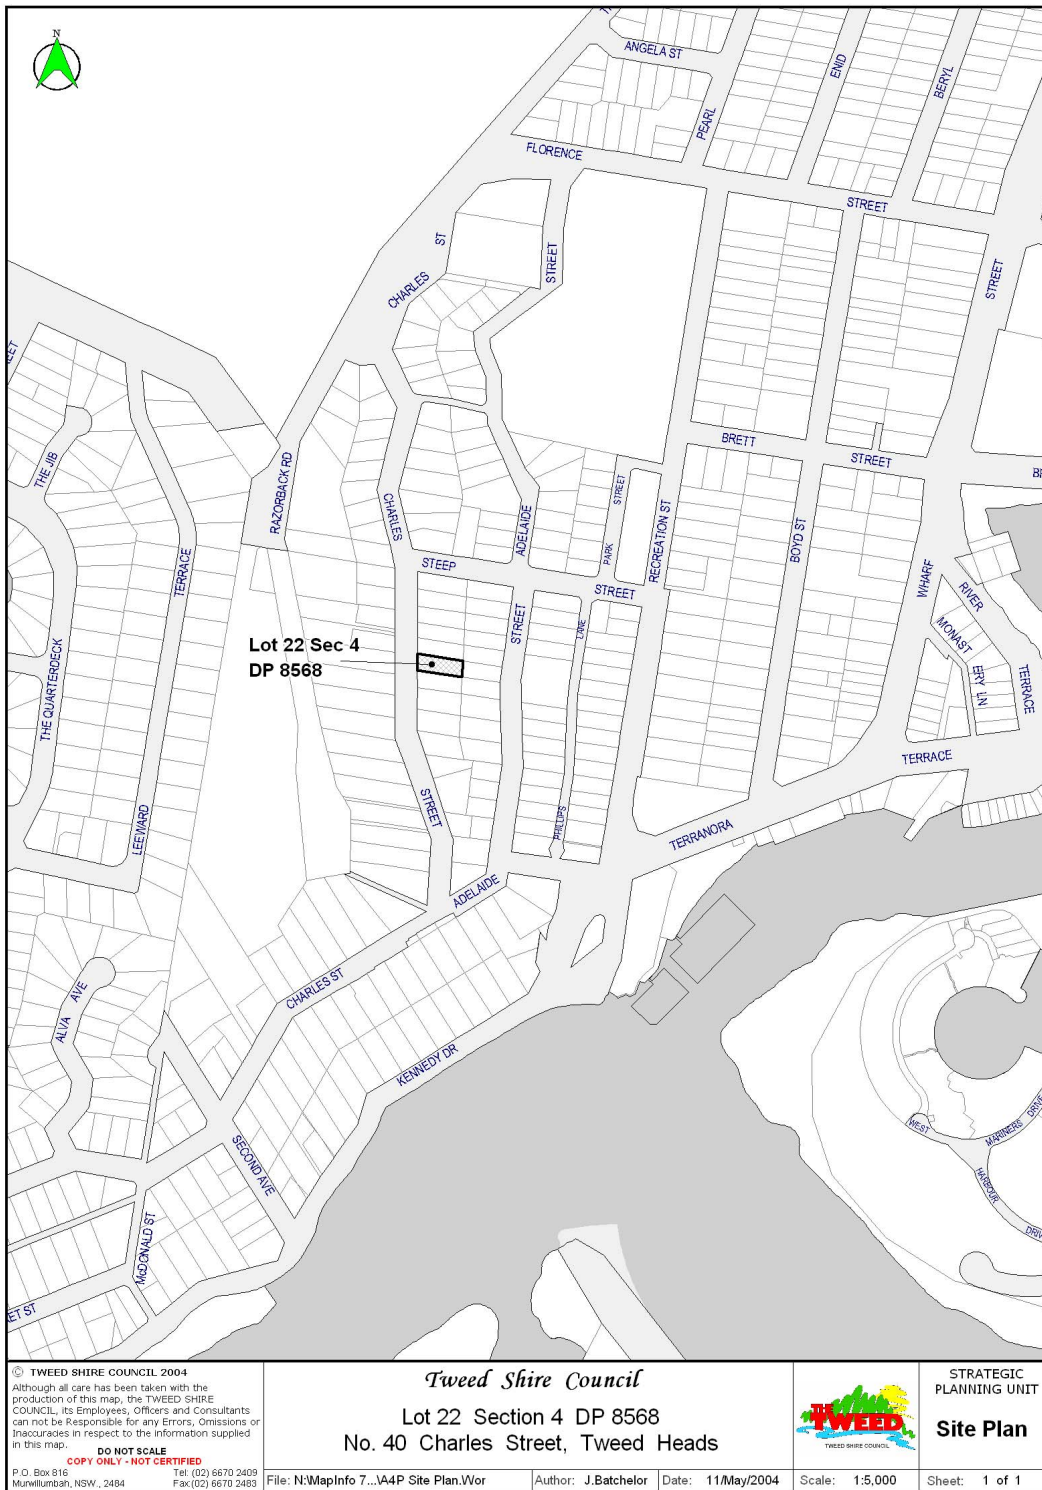 N
ANGELA ST
ENID
BERYL
PEARL
FLORENCE
STREET
ST
CHARLES
STREET
STREET
THE JIB
RAZORBACK RD
BRETT
STREET
CHARLES
ADELAIDE
STREET
PARK
RECREATION ST
BOYD ST
TERRACE
STEEP
STREET
WHARF
RIVER
MONAST
ERY LN
TERRACE
STREET
LANE
Lot 22 Sec 4
DP 8568
THE QUARTERDECK
TERRACE
STREET
LEEWARD
PHILLIPS
TERRANORA
ADELAIDE
CHARLES ST
ALVA AVE
KENNEDY DR
WEST
MARINERS DRIVE
HARBOUR
DRIV
SECOND AVE
McDONALD ST
ET ST
© TWEED SHIRE COUNCIL 2004
Although all care has been taken with the
production of this map, the TWEED SHIRE
COUNCIL, its Employees, Officers and Consultants
can not be Responsible for any Errors, Omissions or
Inaccuracies in respect to the information supplied
in this map.
DO NOT SCALE
COPY ONLY - NOT CERTIFIED
P.O. Box 816
Murwillumbah, NSW., 2484
Tel: (02) 6670 2409
Fax:(02) 6670 2483
Tweed Shire Council
Lot 22 Section 4 DP 8568
No. 40 Charles Street, Tweed Heads
File: N:\MapInfo 7...\A4P Site Plan.Wor
Author: J.Batchelor
Date: 11/May/2004
THE TWEED
TWEED SHIRE COUNCIL
Scale: 1:5,000
STRATEGIC
PLANNING UNIT
Site Plan
Sheet: 1 of 1